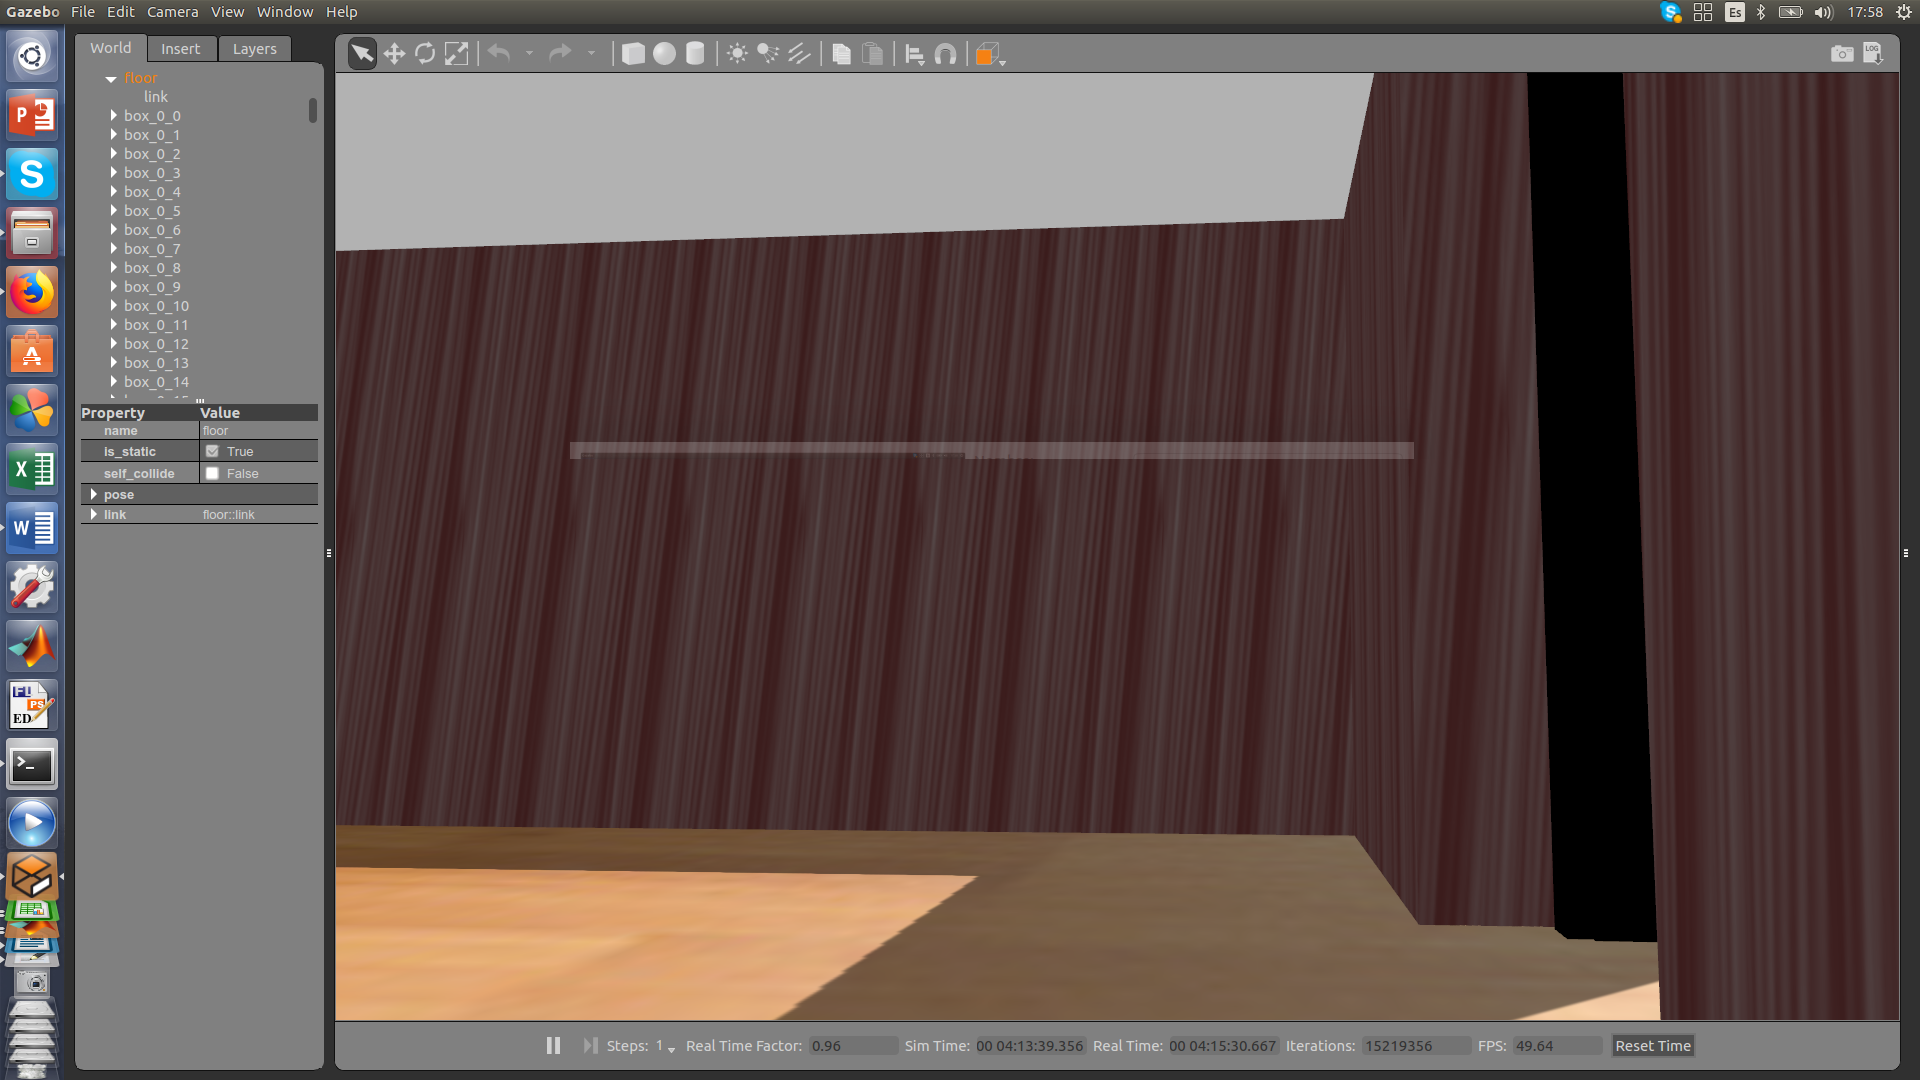 Gazebo File Edit Camera View Window Help
Es 17:58
World Insert Layers
LOG
floor
link
box_0_0
box_0_1
box_0_2
box_0_3
box_0_4
box_0_5
box_0_6
box_0_7
box_0_8
box_0_9
box_0_10
box_0_11
box_0_12
box_0_13
box_0_14
Property Value
name floor
is_static True
self_collide False
pose
link floor::link
Steps: 1 Real Time Factor: 0.96 Sim Time: 00 04:13:39.356 Real Time: 00 04:15:30.667 Iterations: 15219356 FPS: 49.64 Reset Time